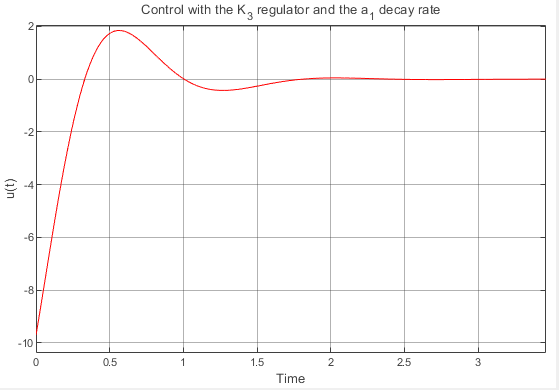 Control with the K3 regulator and the a1 decay rate
2
0
-2
-4
-6
-8
-10
u(t)
0 0.5 1 1.5 2 2.5 3
Time